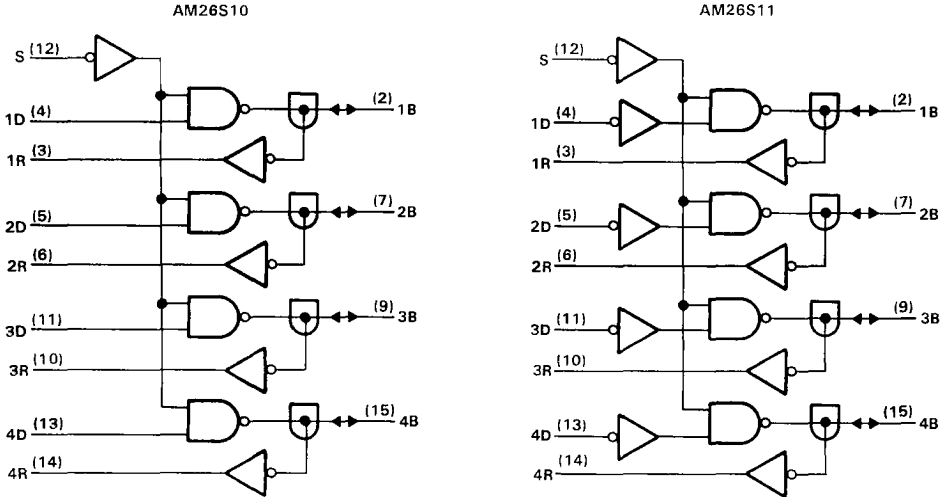 AM26S10
S (12)
1D (4)
(2) 1B
1R (3)
2D (5)
(7) 2B
2R (6)
3D (11)
(9) 3B
3R (10)
4D (13)
(15) 4B
4R (14)
AM26S11
S (12)
1D (4)
(2) 1B
1R (3)
2D (5)
(7) 2B
2R (6)
3D (11)
(9) 3B
3R (10)
4D (13)
(15) 4B
4R (14)